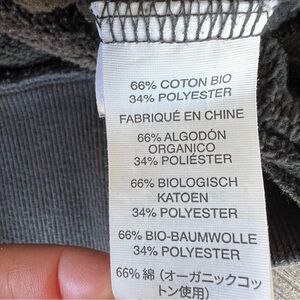 66% COTON BIO
34% POLYESTER
FABRIQUÉ EN CHINE
66% ALGODÓN
ORGANICO
34% POLIÉSTER
66% BIOLOGISCH
KATOEN
34% POLYESTER
66% BIO-BAUMWOLLE
34% POLYESTER
66% 綿 (オーガニックコッ
トン使用)